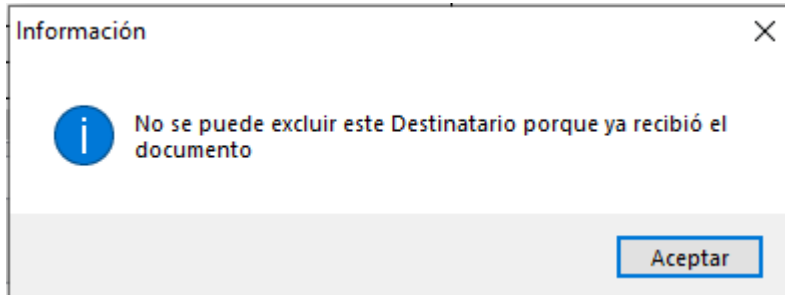 Información
No se puede excluir este Destinatario porque ya recibió el
documento
Aceptar